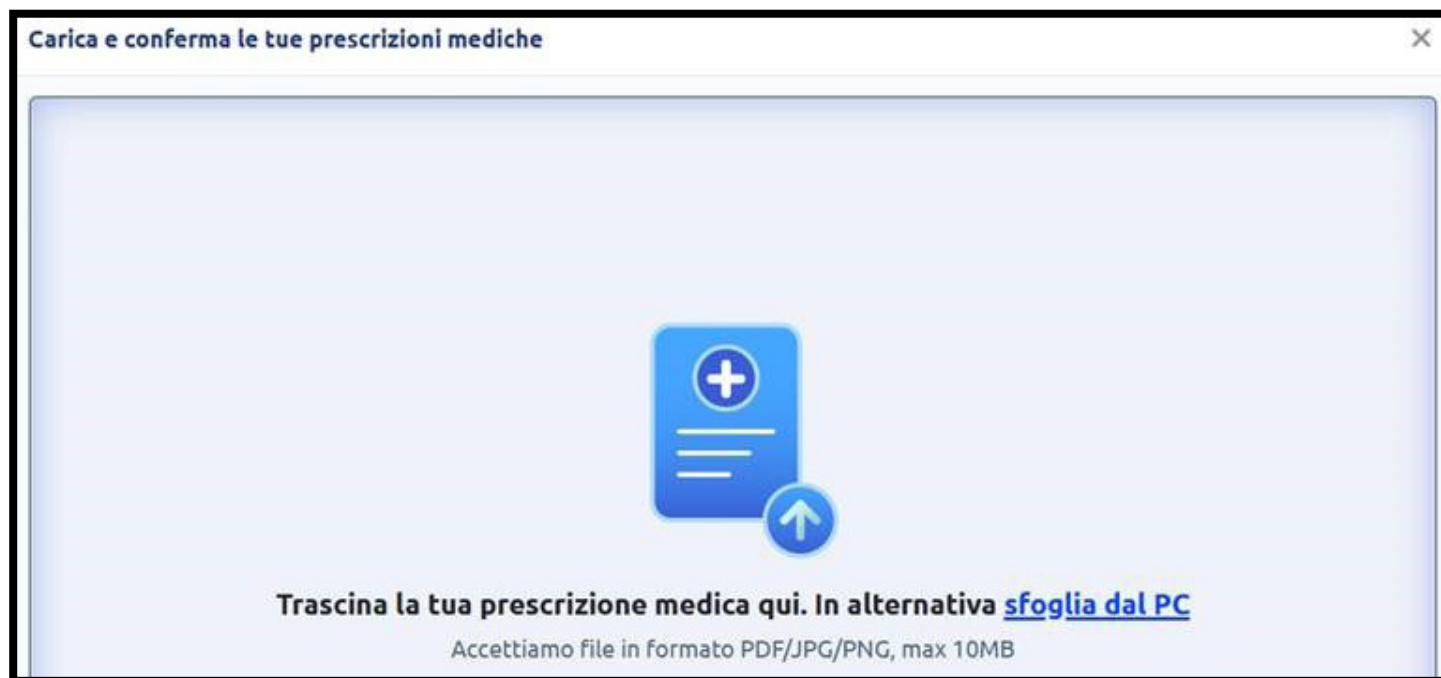 Carica e conferma le tue prescrizioni mediche
Trascina la tua prescrizione medica qui. In alternativa sfoglia dal PC
Accettiamo file in formato PDF/JPG/PNG, max 10MB